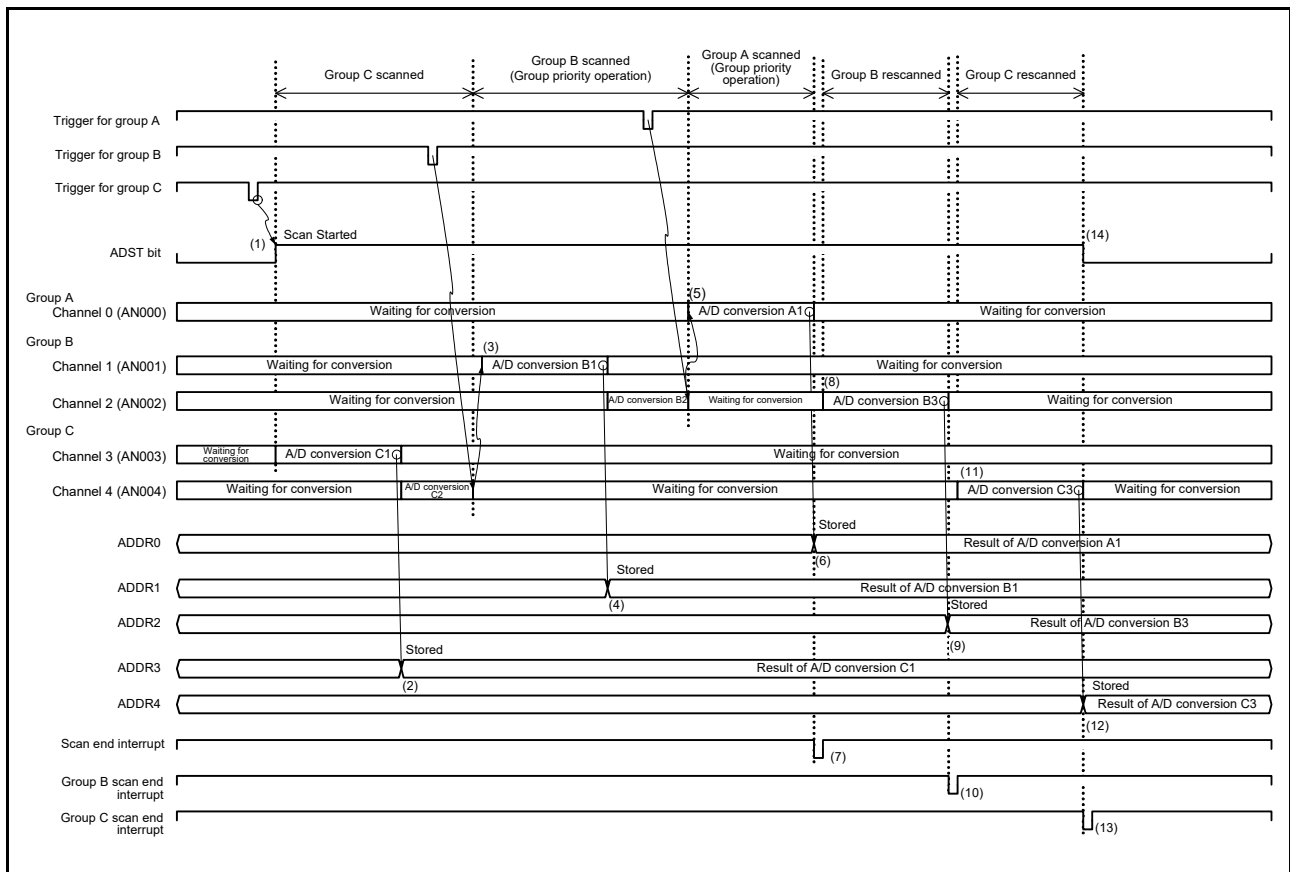 Group C scanned
Group B scanned
(Group priority operation)
Group A scanned
(Group priority
operation)
Group B rescanned
Group C rescanned
Trigger for group A
Trigger for group B
Trigger for group C
(1)
Scan Started
(14)
ADST bit
Group A
Channel 0 (AN000)
Waiting for conversion
(5)
A/D conversion A1
Waiting for conversion
Group B
Channel 1 (AN001)
Waiting for conversion
(3)
A/D conversion B1
Waiting for conversion
Channel 2 (AN002)
Waiting for conversion
A/D conversion B2
Waiting for conversion
(8)
A/D conversion B3
Waiting for conversion
Group C
Channel 3 (AN003)
Waiting for
conversion
A/D conversion C1
Waiting for conversion
Channel 4 (AN004)
Waiting for conversion
A/D conversion
C2
Waiting for conversion
(11)
A/D conversion C3
Waiting for conversion
ADDR0
Stored
(6)
Result of A/D conversion A1
ADDR1
Stored
(4)
Result of A/D conversion B1
ADDR2
Stored
(9)
Result of A/D conversion B3
ADDR3
Stored
(2)
Result of A/D conversion C1
ADDR4
Stored
(12)
Result of A/D conversion C3
Scan end interrupt
(7)
Group B scan end
interrupt
(10)
Group C scan end
interrupt
(13)